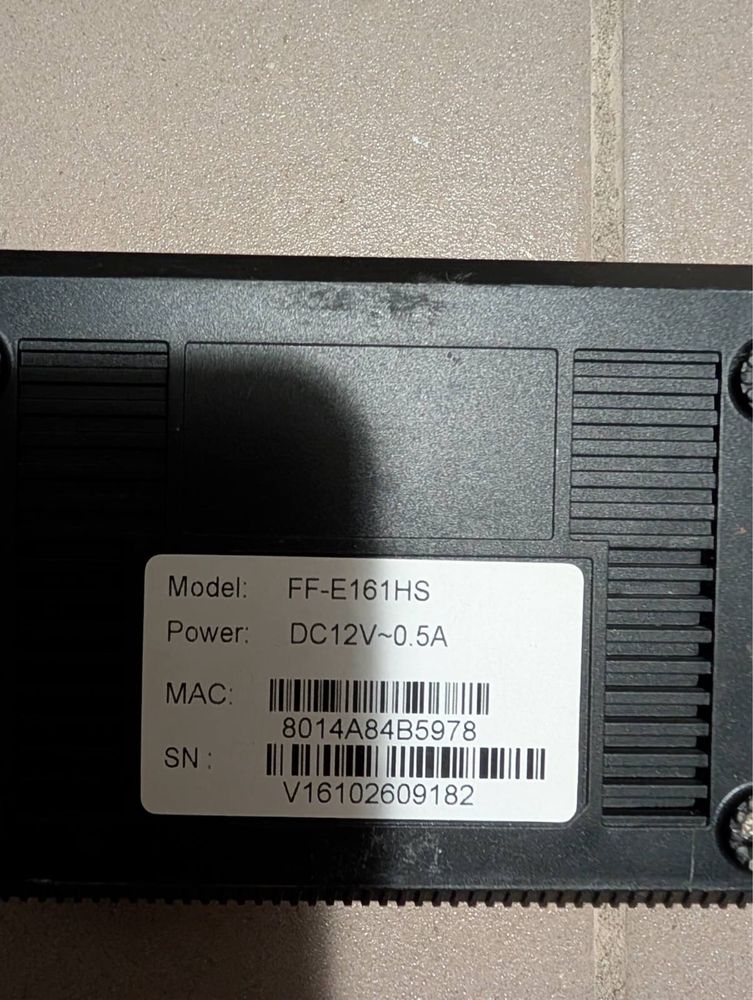 Model: FF-E161HS
Power: DC12V~0.5A
MAC:
8014A84B5978
SN :
V16102609182